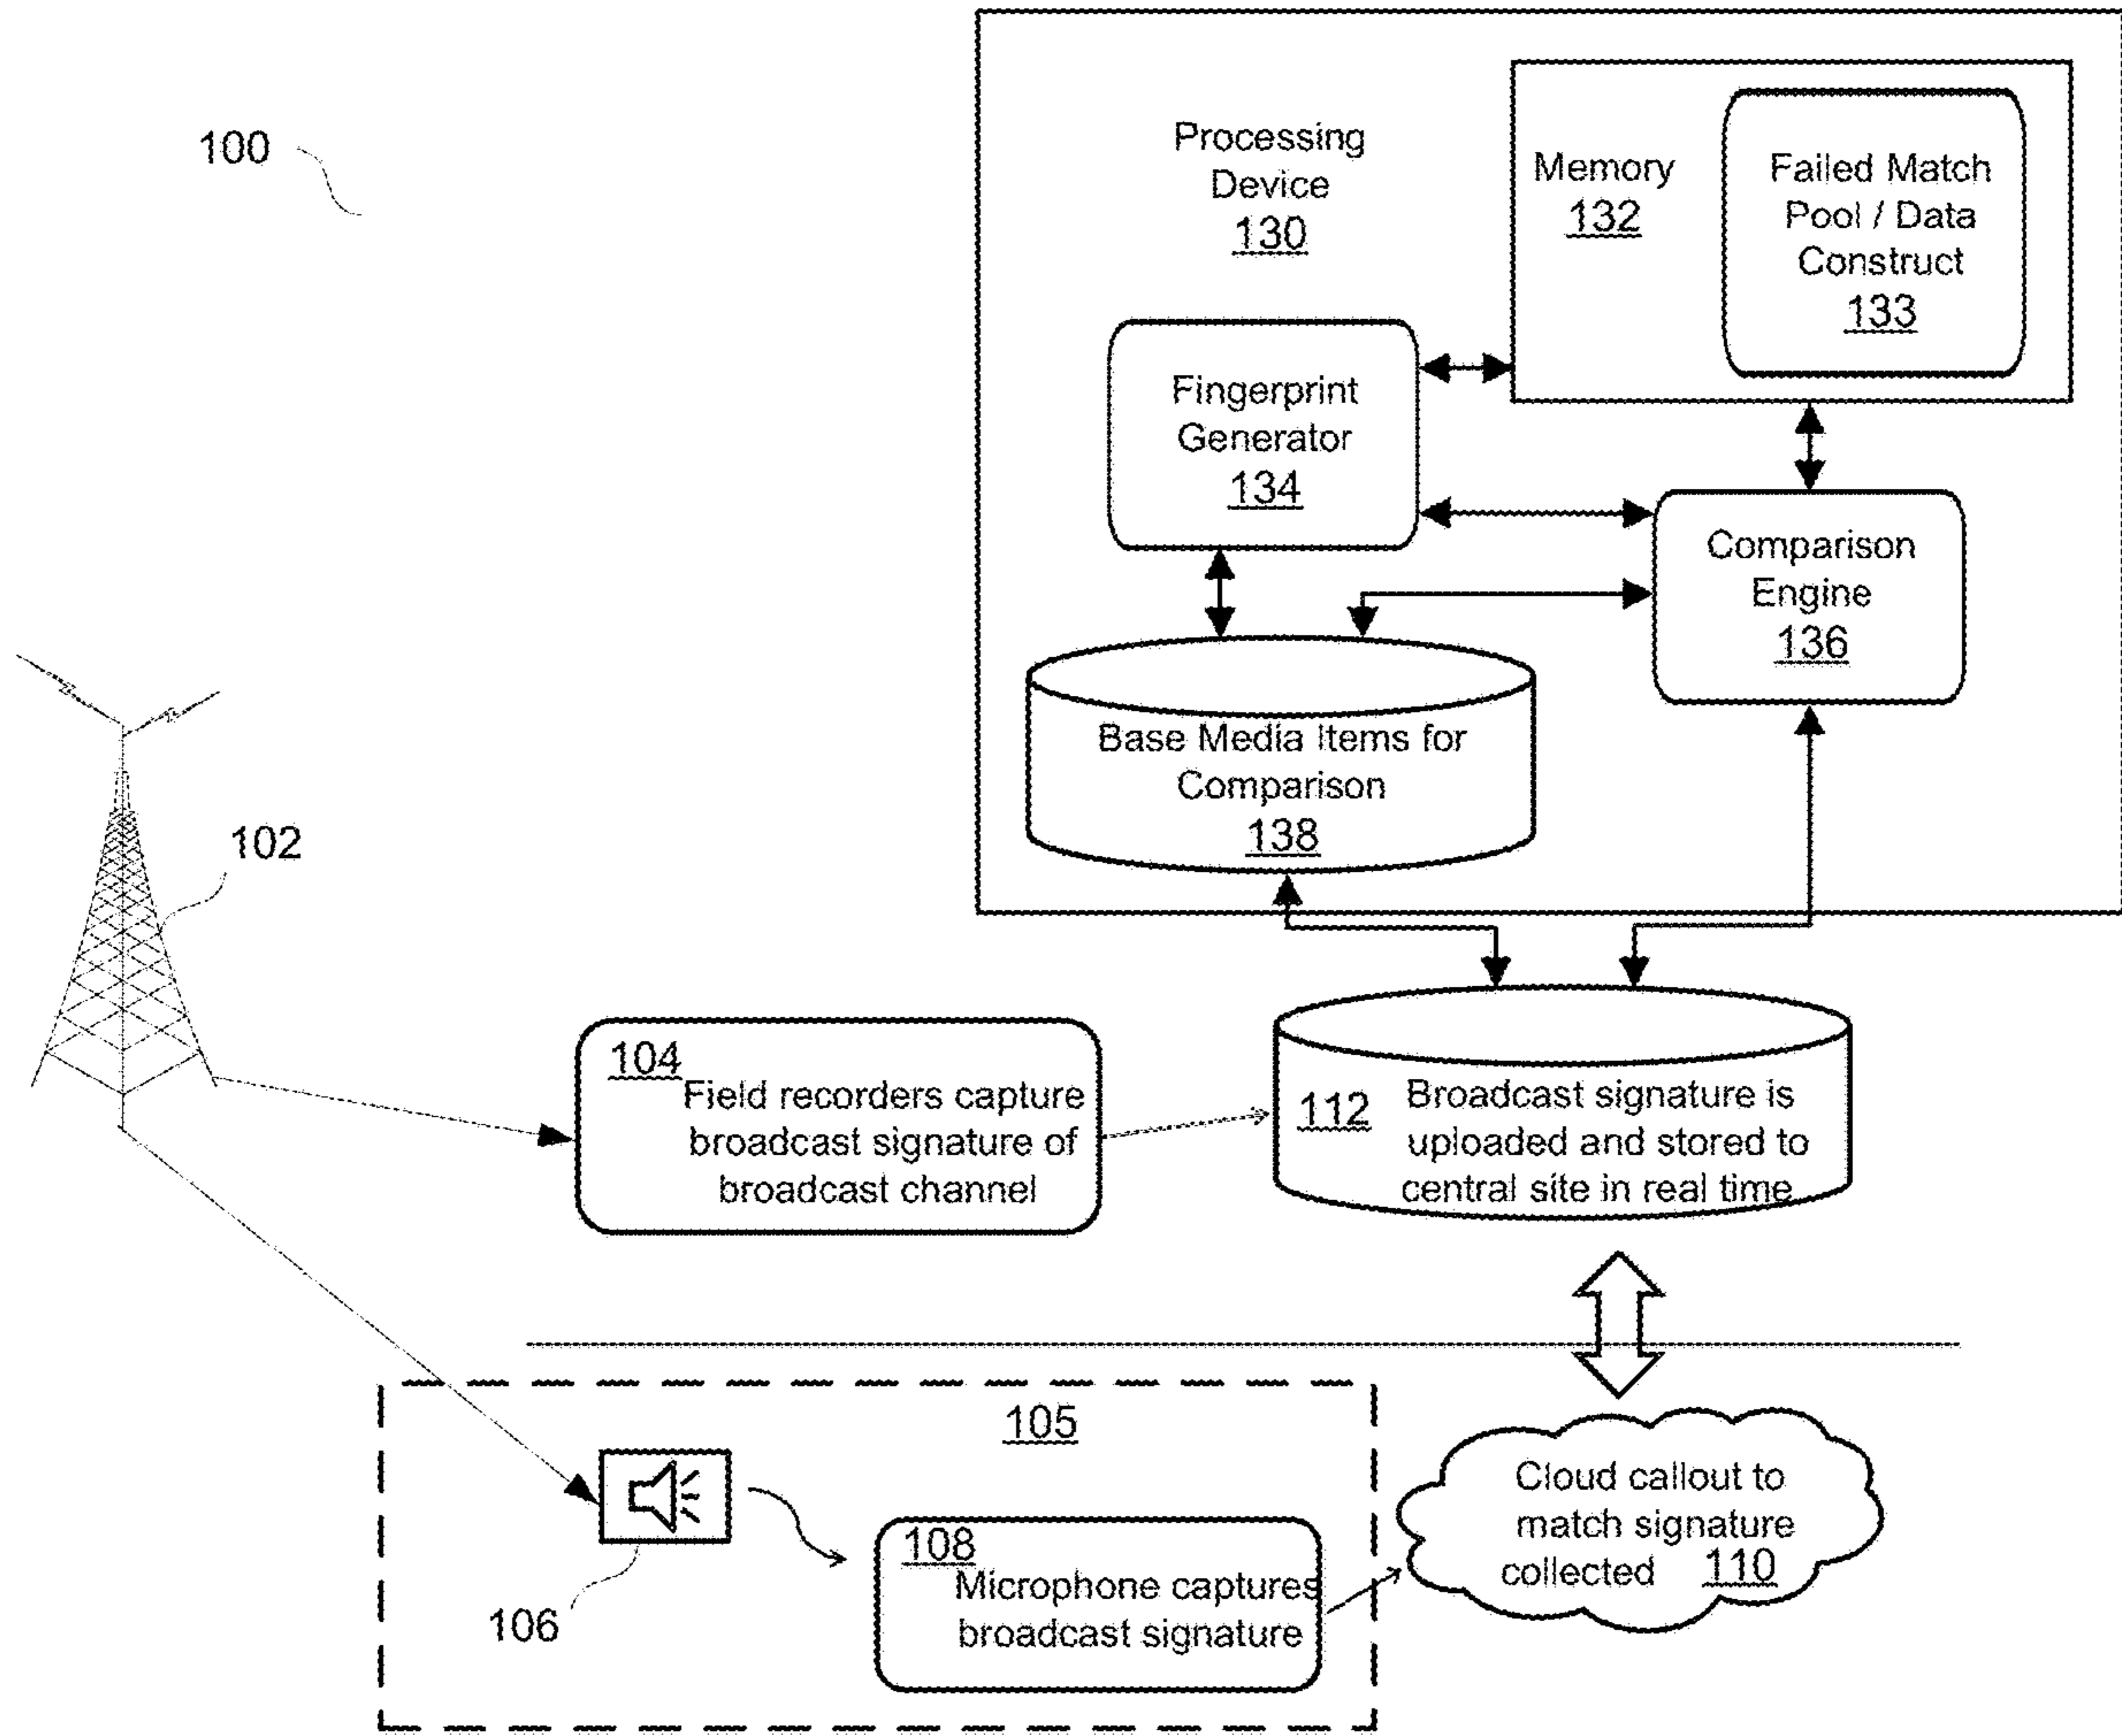 100
Processing
Device
130
Memory
132
Failed Match
Pool / Data
Construct
133
Fingerprint
Generator
134
Comparison
Engine
136
Base Media Items for
Comparison
138
102
104
Field recorders capture
broadcast signature of
broadcast channel
112
Broadcast signature is
uploaded and stored to
central site in real time
105
106
108
Microphone captures
broadcast signature
Cloud callout to
match signature
collected 110